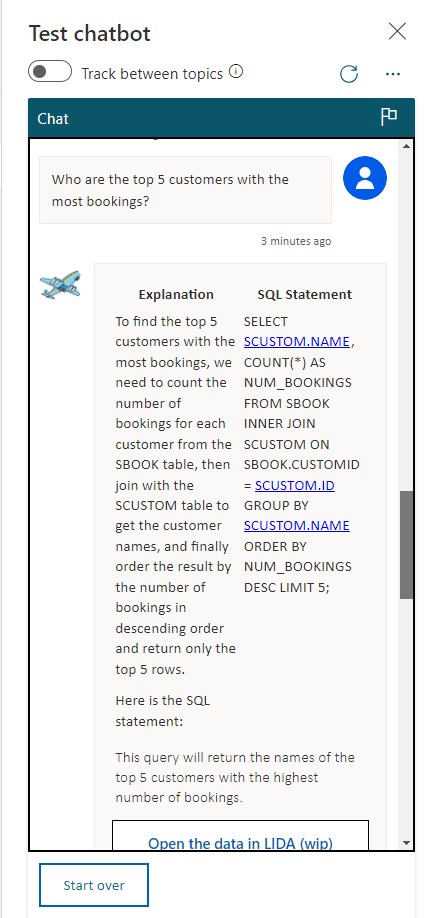 Test chatbot
Track between topics
Chat
Who are the top 5 customers with the
most bookings?
3 minutes ago
Explanation
To find the top 5
customers with the
most bookings, we
need to count the
number of
bookings for each
customer from the
SBOOK table, then
join with the
SCUSTOM table to
get the customer
names, and finally
order the result by
the number of
bookings in
descending order
and return only the
top 5 rows.
SQL Statement
SELECT
SCUSTOM.NAME,
COUNT(*) AS
NUM_BOOKINGS
FROM SBOOK
INNER JOIN
SCUSTOM ON
SBOOK.CUSTOMID
= SCUSTOM.ID
GROUP BY
SCUSTOM.NAME
ORDER BY
NUM_BOOKINGS
DESC LIMIT 5;
Here is the SQL
statement:
This query will return the names of the
top 5 customers with the highest
number of bookings.
Open the data in LIDA (wip)
Start over